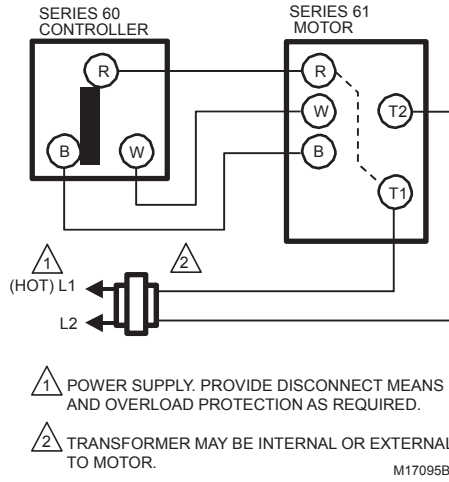 SERIES 60
CONTROLLER
SERIES 61
MOTOR
R
R
W
T2
B
W
B
T1
1
2
(HOT) L1
L2
1 POWER SUPPLY. PROVIDE DISCONNECT MEANS
AND OVERLOAD PROTECTION AS REQUIRED.
2 TRANSFORMER MAY BE INTERNAL OR EXTERNAL
TO MOTOR.
M17095B